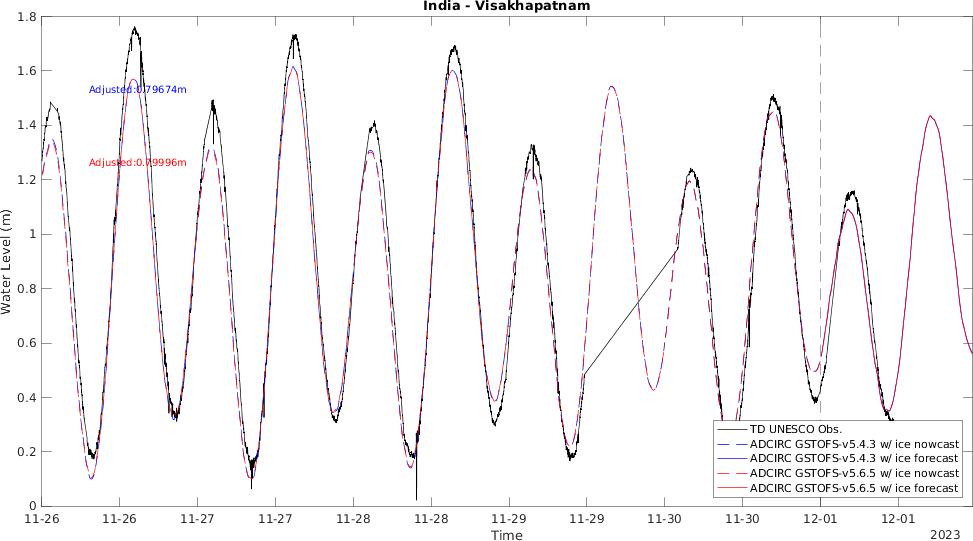 India - Visakhapatnam
Water Level (m)
1.8
1.6
1.4
1.2
1
0.8
0.6
0.4
0.2
0
Adjusted:0.79674m
Adjusted:0.79996m
TD UNESCO Obs.
ADCIRC GSTOFS-v5.4.3 w/ ice nowcast
ADCIRC GSTOFS-v5.4.3 w/ ice forecast
ADCIRC GSTOFS-v5.6.5 w/ ice nowcast
ADCIRC GSTOFS-v5.6.5 w/ ice forecast
11-26 11-26 11-27 11-27 11-28 11-28 11-29 11-29 11-30 11-30 12-01 12-01
Time
2023